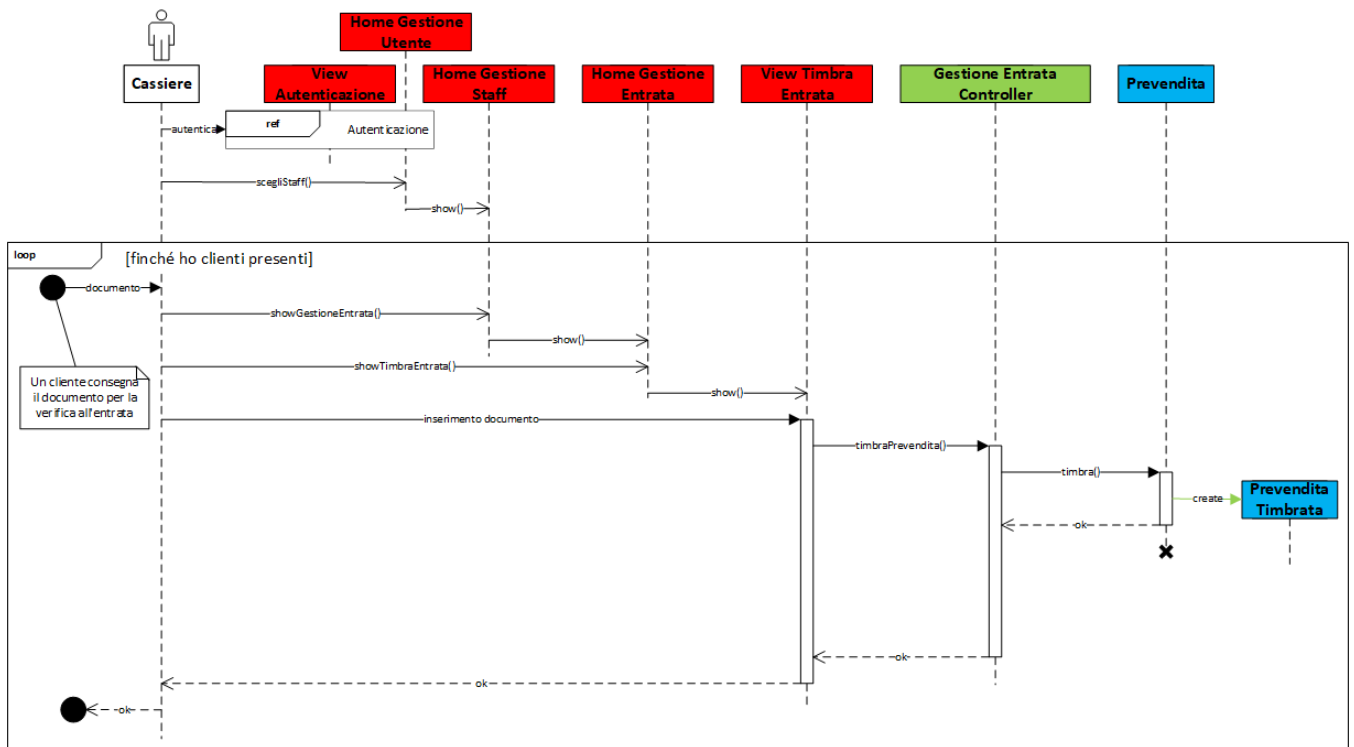 Home Gestione
Utente
Cassiere
View
Autenticazione
Home Gestione
Staff
Home Gestione
Entrata
View Timbra
Entrata
Gestione Entrata
Controller
Prevendita
autentica
ref
Autenticazione
scegliStaff()
show()
loop
[finché ho clienti presenti]
documento
showGestioneEntrata()
show()
showTimbraEntrata()
Un cliente consegna
il documento per la
verifica all'entrata
show()
inserimento documento
timbraPrevendita()
timbra()
create
Prevendita
Timbrata
ok
ok
ok
ok